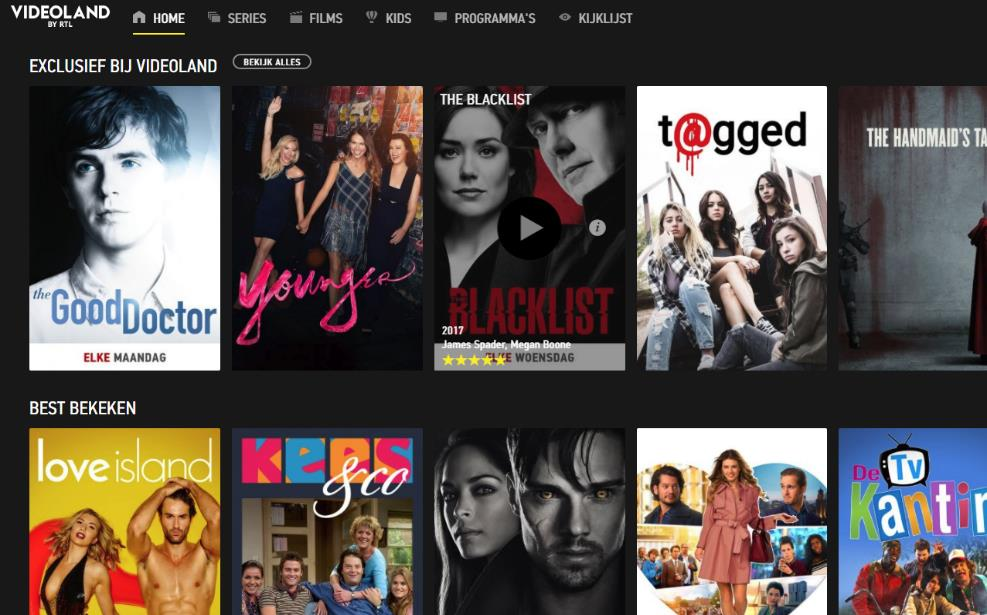 VIDEOLAND
BY RTL
HOME
SERIES
FILMS
KIDS
PROGRAMMA'S
KIJKLIJST
EXCLUSIEF BIJ VIDEOLAND
BEKIJK ALLES
the Good Doctor
ELKE MAANDAG
younger
THE BLACKLIST
BLACKLIST
2017
James Spader, Megan Boone
ELKE WOENSDAG
t@gged
THE HANDMAID'S TA
BEST BEKEKEN
love island
KEES
&co
De
Tv
Kantin